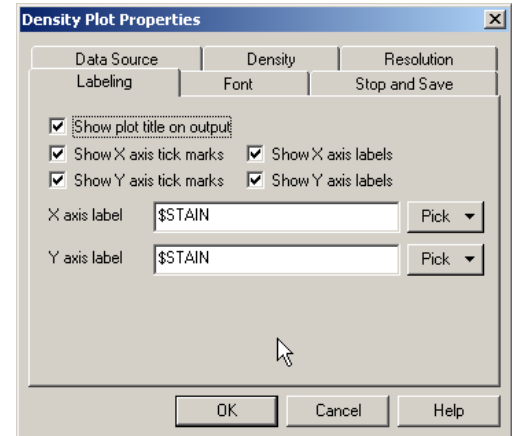 Density Plot Properties
Data Source Density Resolution
Labeling Font Stop and Save
Show plot title on output
Show X axis tick marks Show X axis labels
Show Y axis tick marks Show Y axis labels
X axis label $STAIN Pick
Y axis label $STAIN Pick
OK Cancel Help